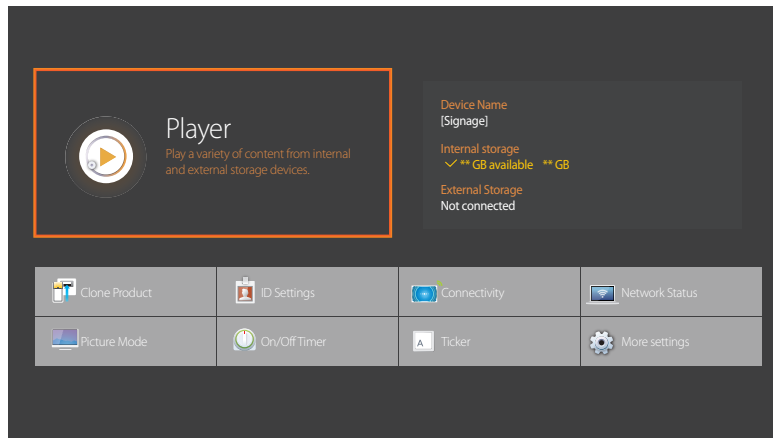 Player
Play a variety of content from internal
and external storage devices.
Device Name
[Signage]
Internal storage
** GB available ** GB
External Storage
Not connected
Clone Product
ID Settings
Connectivity
Network Status
Picture Mode
On/Off Timer
A
Ticker
More settings